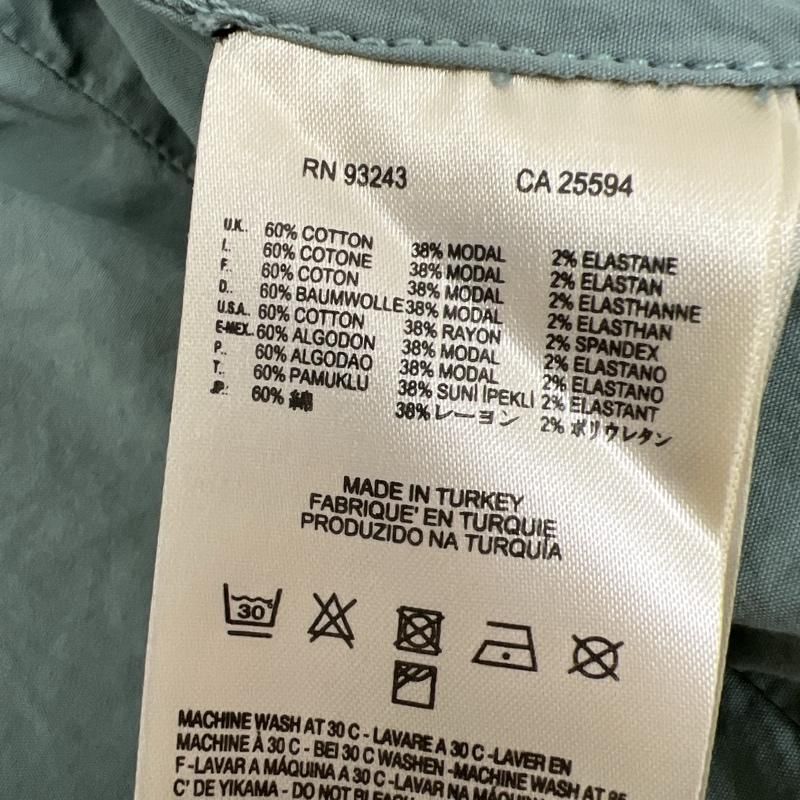 RN 93243 CA 25594
U.K.. 60% COTTON 38% MODAL 2% ELASTANE
I. 60% COTONE 38% MODAL 2% ELASTAN
F.. 60% COTON 38% MODAL 2% ELASTHANNE
D.. 60% BAUMWOLLE 38% MODAL 2% ELASTHAN
U.S.A.. 60% COTTON 38% RAYON 2% SPANDEX
E-MEX.. 60% ALGODON 38% MODAL 2% ELASTANO
P.. 60% ALGODAO 38% MODAL 2% ELASTANO
T.. 60% PAMUKLU 38% SUNİ İPEKLİ 2% ELASTANT
JP.: 60% 綿 38% レーヨン 2% ポリウレタン
MADE IN TURKEY
FABRIQUE' EN TURQUIE
PRODUZIDO NA TURQUÍA
30
MACHINE WASH AT 30 C - LAVARE A 30 C -LAVER EN
MACHINE À 30 C - BEI 30 C WASHEN -MACHINE WASH AT 85
F -LAVAR A MÁQUINA A 30 C -LAVAR NA MÁQUINA
C' DE YIKAMA - DO NOT BLEACH